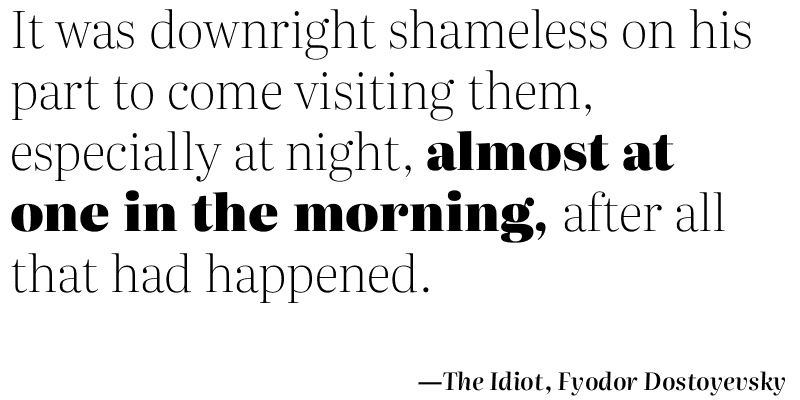 It was downright shameless on his
part to come visiting them,
especially at night, almost at
one in the morning, after all
that had happened.
—The Idiot, Fyodor Dostoyevsky